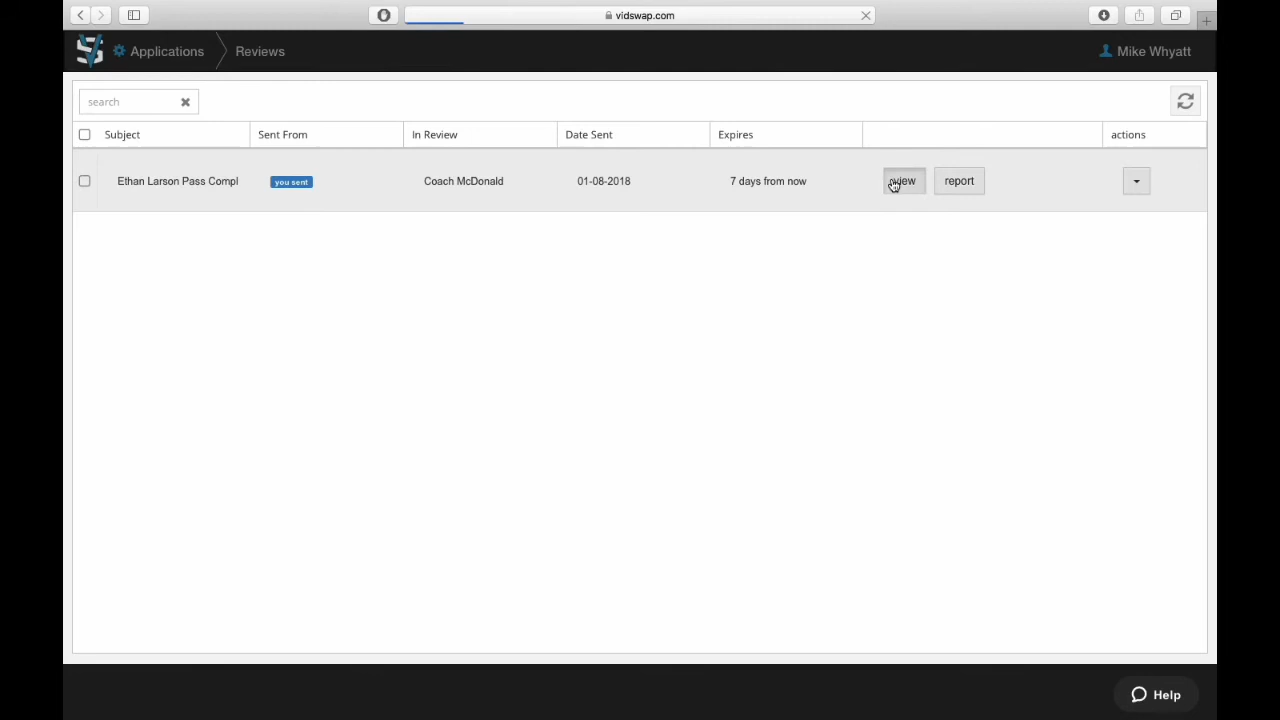 vidswap.com
Applications Reviews Mike Whyatt
search
Subject Sent From In Review Date Sent Expires actions
Ethan Larson Pass Compl you sent Coach McDonald 01-08-2018 7 days from now view report
Help